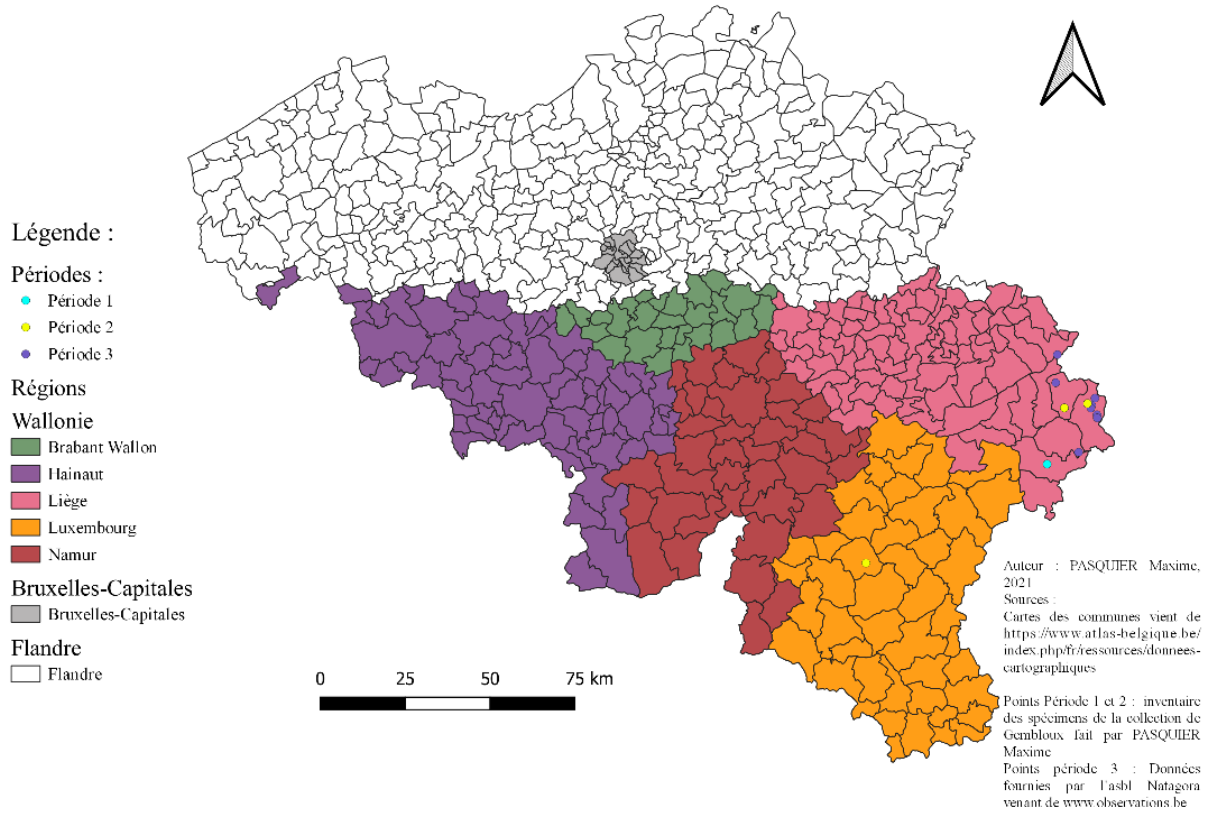 Légende :
Périodes :
Période 1
Période 2
Période 3
Régions
Wallonie
Brabant Wallon
Hainaut
Liège
Luxembourg
Namur
Bruxelles-Capitales
Bruxelles-Capitales
Flandre
Flandre
0 25 50 75 km
Auteur : PASQUIER Maxime,
2021
Sources :
Cartes des communes vient de
https://www.atlas-belgique.be/
index.php/fr/ressources/donnees-
cartographiques
Points Période 1 et 2 : inventaire
des spécimens de la collection de
Gembloux fait par PASQUIER
Maxime
Points période 3 : Données
fournies par l'asbl Natagora
venant de www.observations.be